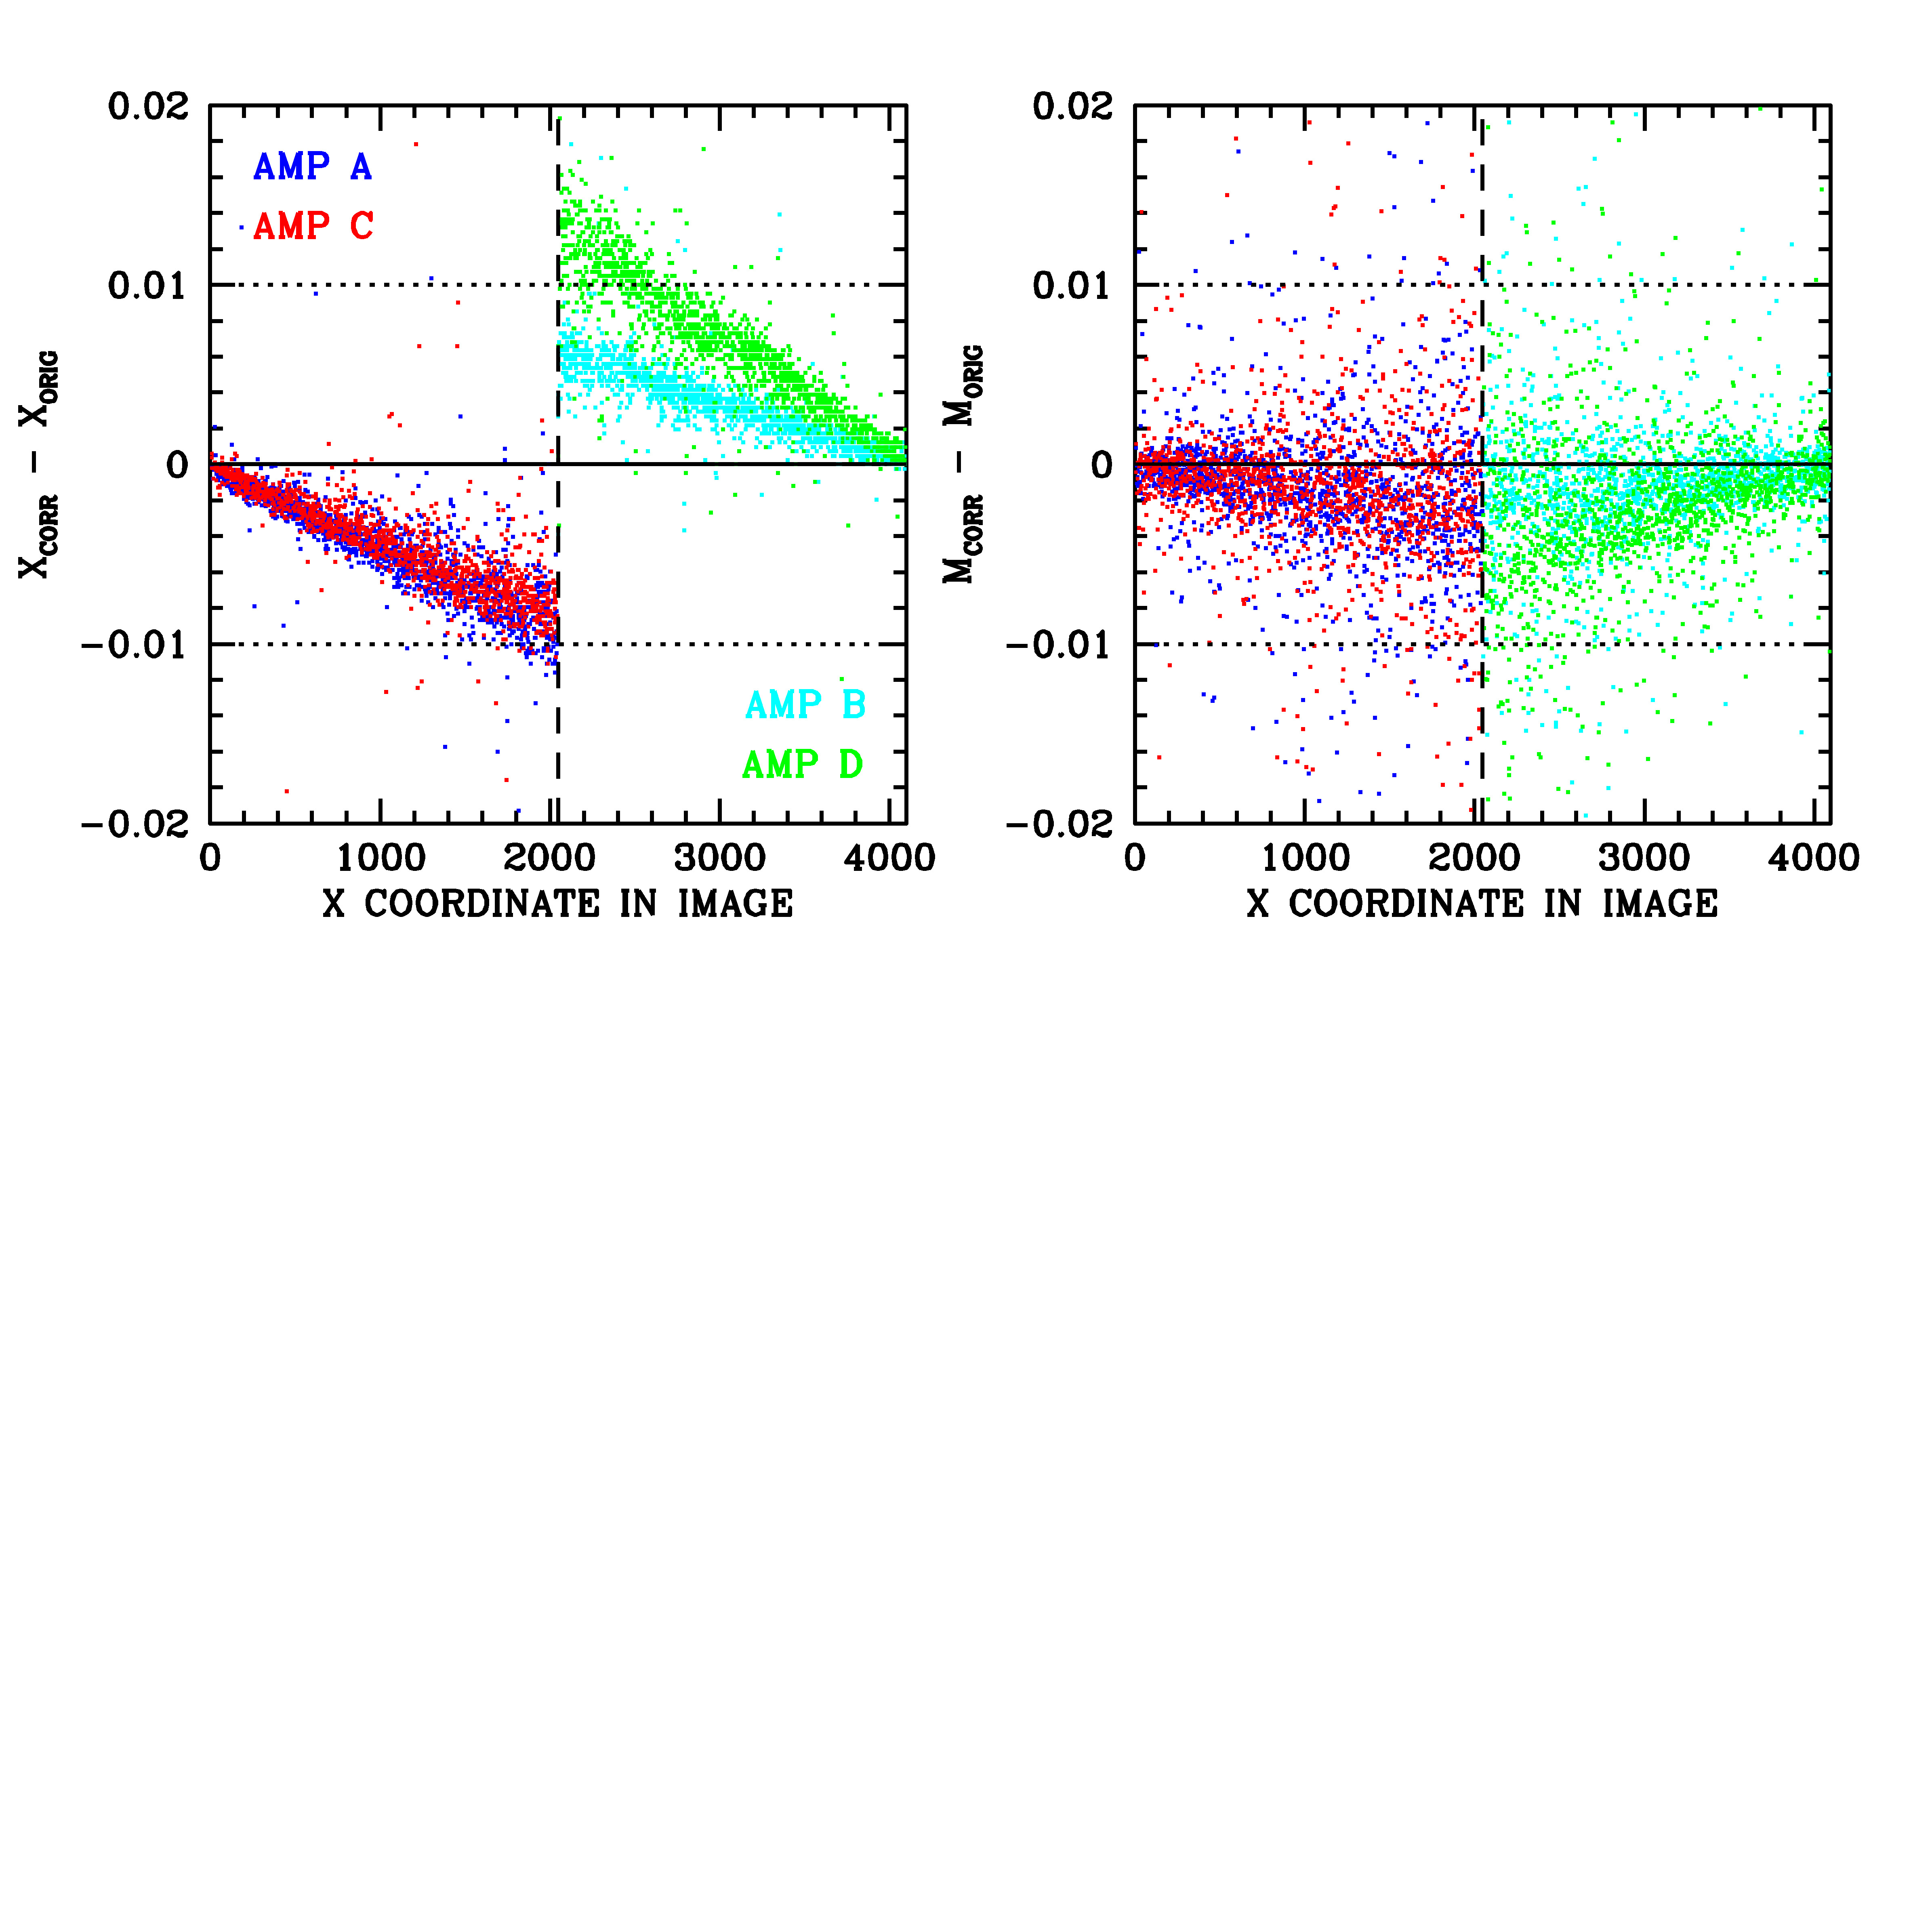 0.02
0.01
0
−0.01
−0.02
X_CORR − X_ORIG
AMP A
AMP C
AMP B
AMP D
0 1000 2000 3000 4000
X COORDINATE IN IMAGE
0.02
0.01
0
−0.01
−0.02
M_CORR − M_ORIG
0 1000 2000 3000 4000
X COORDINATE IN IMAGE